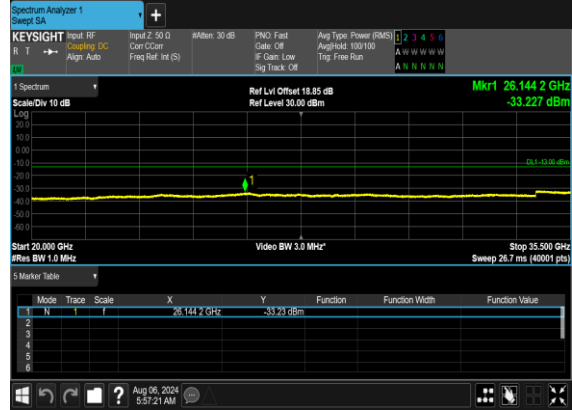 Spectrum Analyzer 1
Swept SA
KEYSIGHT
R T
Input: RF
Coupling: DC
Align: Auto
Input Z: 50 Ω
Corr CCorr
Freq Ref: Int (S)
#Atten: 30 dB
PNO: Fast
Gate: Off
IF Gain: Low
Sig Track: Off
Avg Type: Power (RMS)
Avg|Hold: 100/100
Trig: Free Run
1 2 3 4 5 6
A W W W W W
A N N N N N
1 Spectrum
Scale/Div 10 dB
Ref Lvl Offset 18.85 dB
Ref Level 30.00 dBm
Mkr1 26.144 2 GHz
-33.227 dBm
Log
20.0
10.0
0.00
-10.0
-20.0
-30.0
-40.0
-50.0
-60.0
DL1 -13.00 dBm
1
Start 20.000 GHz
#Res BW 1.0 MHz
Video BW 3.0 MHz*
Stop 35.500 GHz
Sweep 26.7 ms (40001 pts)
5 Marker Table
Mode Trace Scale X Y Function Function Width Function Value
1 N 1 f 26.144 2 GHz -33.23 dBm
2
3
4
5
6
?
Aug 06, 2024
5:57:21 AM